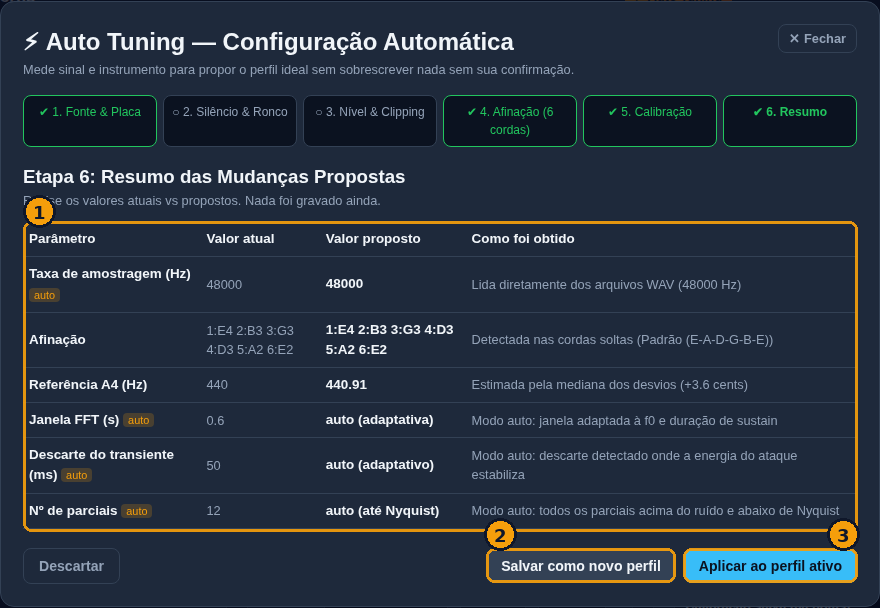 ⚡ Auto Tuning — Configuração Automática
✕ Fechar
Mede sinal e instrumento para propor o perfil ideal sem sobrescrever nada sem sua confirmação.
✔ 1. Fonte & Placa
○ 2. Silêncio & Ronco
○ 3. Nível & Clipping
✔ 4. Afinação (6
cordas)
✔ 5. Calibração
✔ 6. Resumo
Etapa 6: Resumo das Mudanças Propostas
os valores atuais vs propostos. Nada foi gravado ainda.
1
Parâmetro Valor atual Valor proposto Como foi obtido
Taxa de amostragem (Hz)
auto
48000 48000 Lida diretamente dos arquivos WAV (48000 Hz)
Afinação
1:E4 2:B3 3:G3
4:D3 5:A2 6:E2
1:E4 2:B3 3:G3 4:D3
5:A2 6:E2
Detectada nas cordas soltas (Padrão (E-A-D-G-B-E))
Referência A4 (Hz) 440 440.91 Estimada pela mediana dos desvios (+3.6 cents)
Janela FFT (s) auto 0.6 auto (adaptativa) Modo auto: janela adaptada à f0 e duração de sustain
Descarte do transiente
(ms) auto
50 auto (adaptativo)
Modo auto: descarte detectado onde a energia do ataque
estabiliza
Nº de parciais auto 12 auto (até Nyquist) Modo auto: todos os parciais acima do ruído e abaixo de Nyquist
2
3
Descartar
Salvar como novo perfil
Aplicar ao perfil ativo